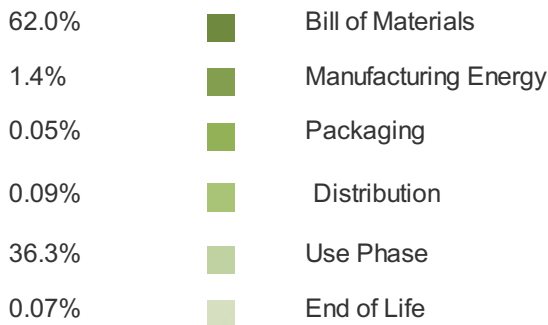 62.0% Bill of Materials
1.4% Manufacturing Energy
0.05% Packaging
0.09% Distribution
36.3% Use Phase
0.07% End of Life